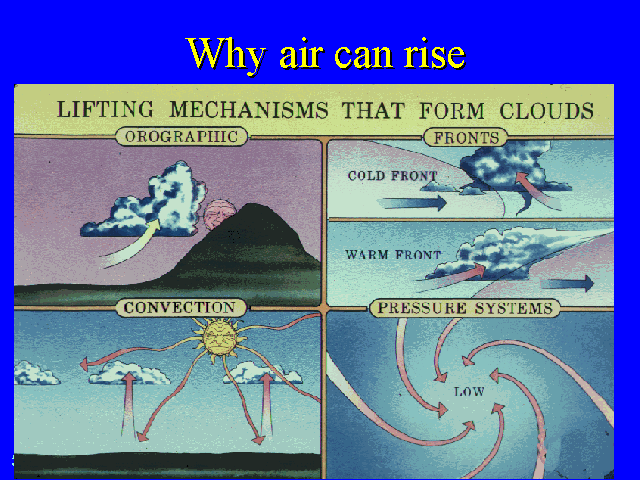 Why air can rise
LIFTING MECHANISMS THAT FORM CLOUDS
OROGRAPHIC
FRONTS
COLD FRONT
WARM FRONT
CONVECTION
PRESSURE SYSTEMS
LOW